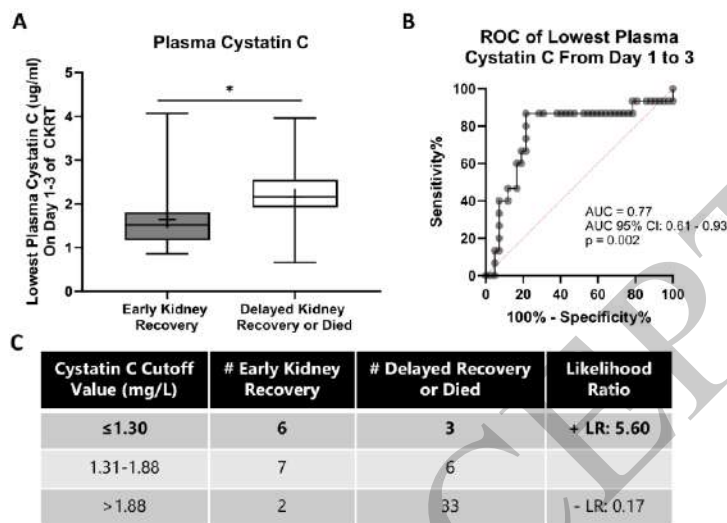 A
Plasma Cystatin C
Lowest Plasma Cystatin C (ug/ml)
On Day 1-3 of CKRT
5
4
3
2
1
0
*
Early Kidney
Recovery
Delayed Kidney
Recovery or Died
B
ROC of Lowest Plasma
Cystatin C From Day 1 to 3
Sensitivity%
100
80
60
40
20
0
AUC = 0.77
AUC 95% CI: 0.61 - 0.93
p = 0.002
0 20 40 60 80 100
100% - Specificity%
C
Cystatin C Cutoff
Value (mg/L)
# Early Kidney
Recovery
# Delayed Recovery
or Died
Likelihood
Ratio
≤1.30 6 3 + LR: 5.60
1.31-1.88 7 6
>1.88 2 33 - LR: 0.17
CEPT